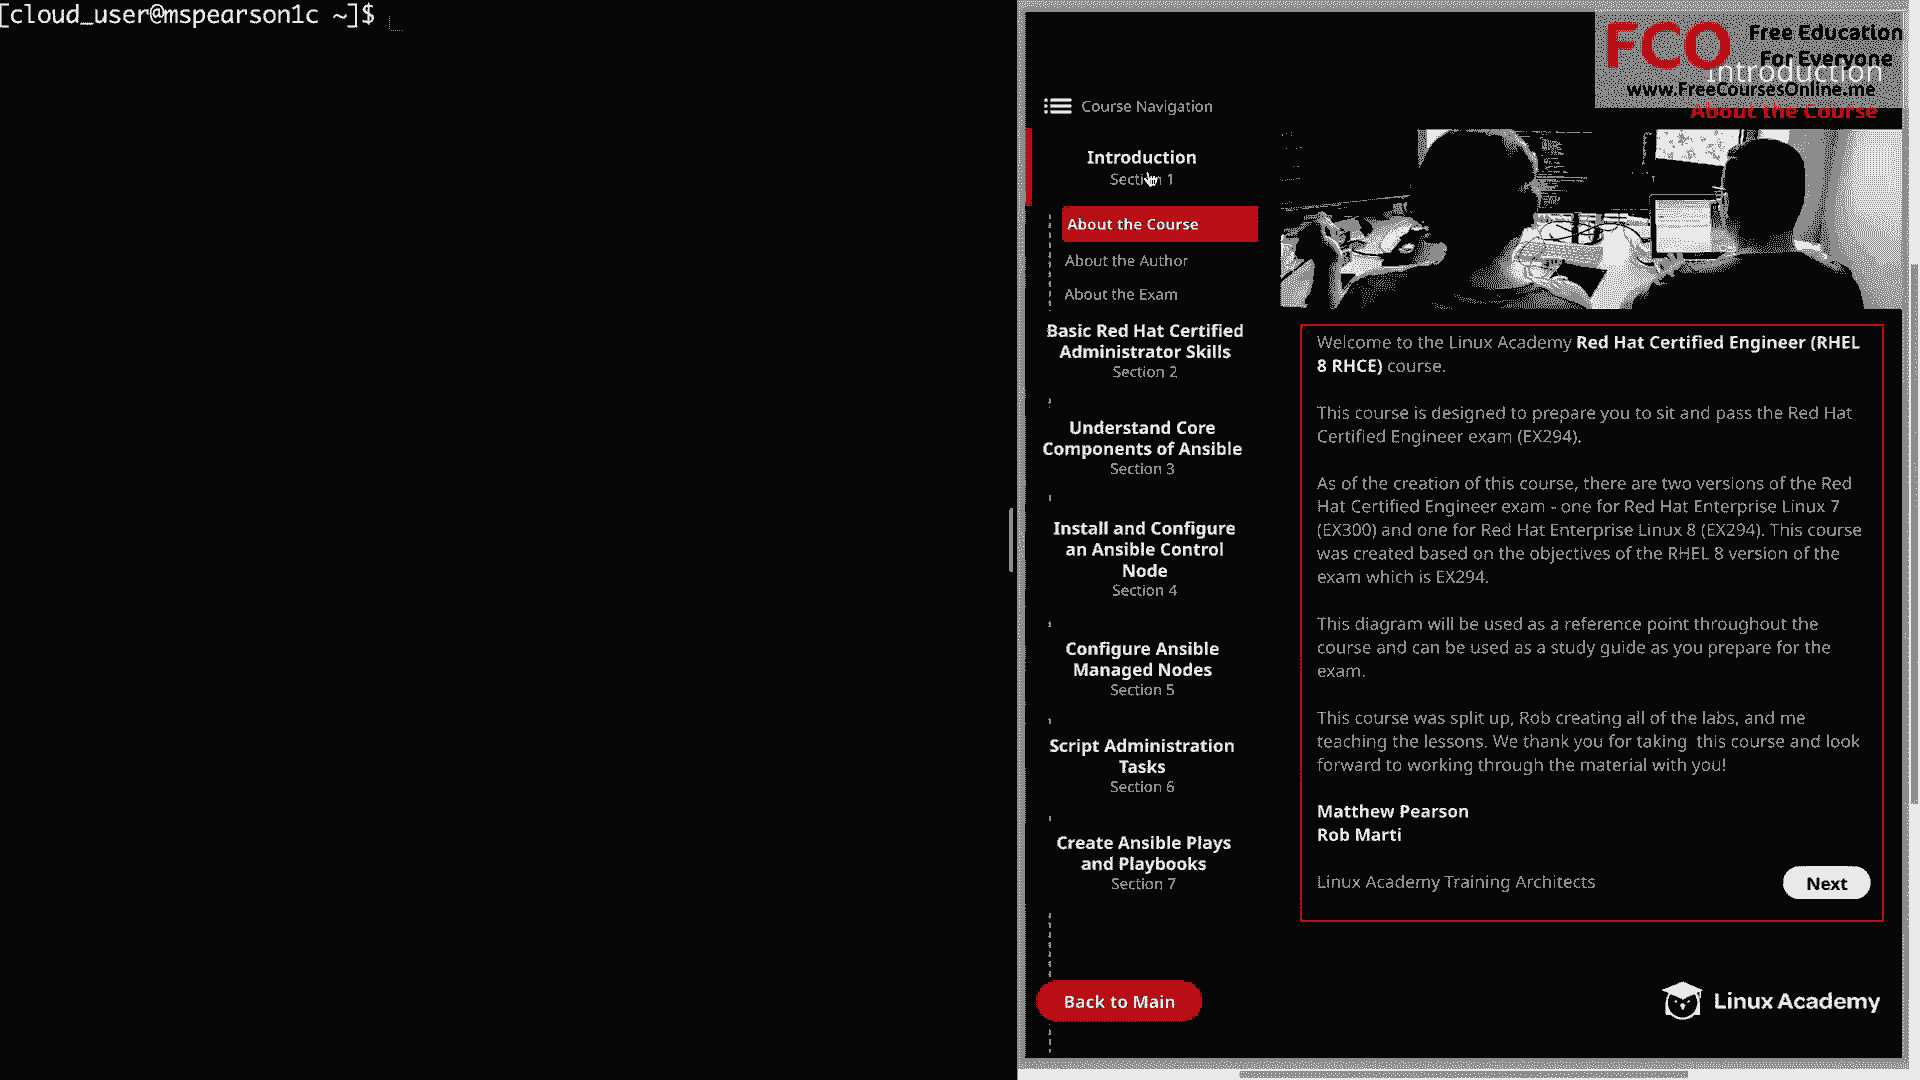 [cloud_user@mspearson1c ~]$
FCO
Free Education
For Everyone
www.FreeCoursesOnline.me
Introduction
About the Course
Course Navigation
Introduction
Section 1
About the Course
About the Author
About the Exam
Basic Red Hat Certified
Administrator Skills
Section 2
Understand Core
Components of Ansible
Section 3
Install and Configure
an Ansible Control
Node
Section 4
Configure Ansible
Managed Nodes
Section 5
Script Administration
Tasks
Section 6
Create Ansible Plays
and Playbooks
Section 7
Back to Main
Welcome to the Linux Academy Red Hat Certified Engineer (RHEL
8 RHCE) course.
This course is designed to prepare you to sit and pass the Red Hat
Certified Engineer exam (EX294).
As of the creation of this course, there are two versions of the Red
Hat Certified Engineer exam - one for Red Hat Enterprise Linux 7
(EX300) and one for Red Hat Enterprise Linux 8 (EX294). This course
was created based on the objectives of the RHEL 8 version of the
exam which is EX294.
This diagram will be used as a reference point throughout the
course and can be used as a study guide as you prepare for the
exam.
This course was split up, Rob creating all of the labs, and me
teaching the lessons. We thank you for taking  this course and look
forward to working through the material with you!
Matthew Pearson
Rob Marti
Linux Academy Training Architects
Next
Linux Academy